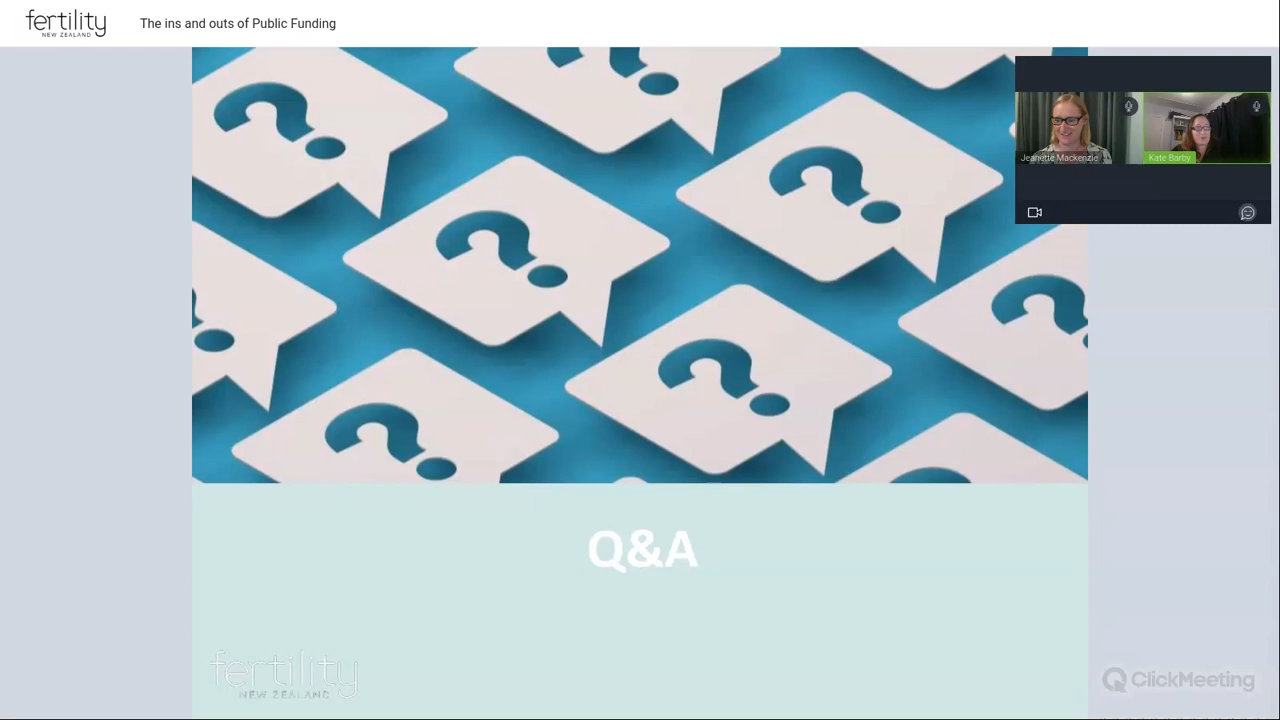 fertility
NEW ZEALAND
The ins and outs of Public Funding
Jeanette Mackenzie
Kate Barby
Q&A
fertility
NEW ZEALAND
ClickMeeting